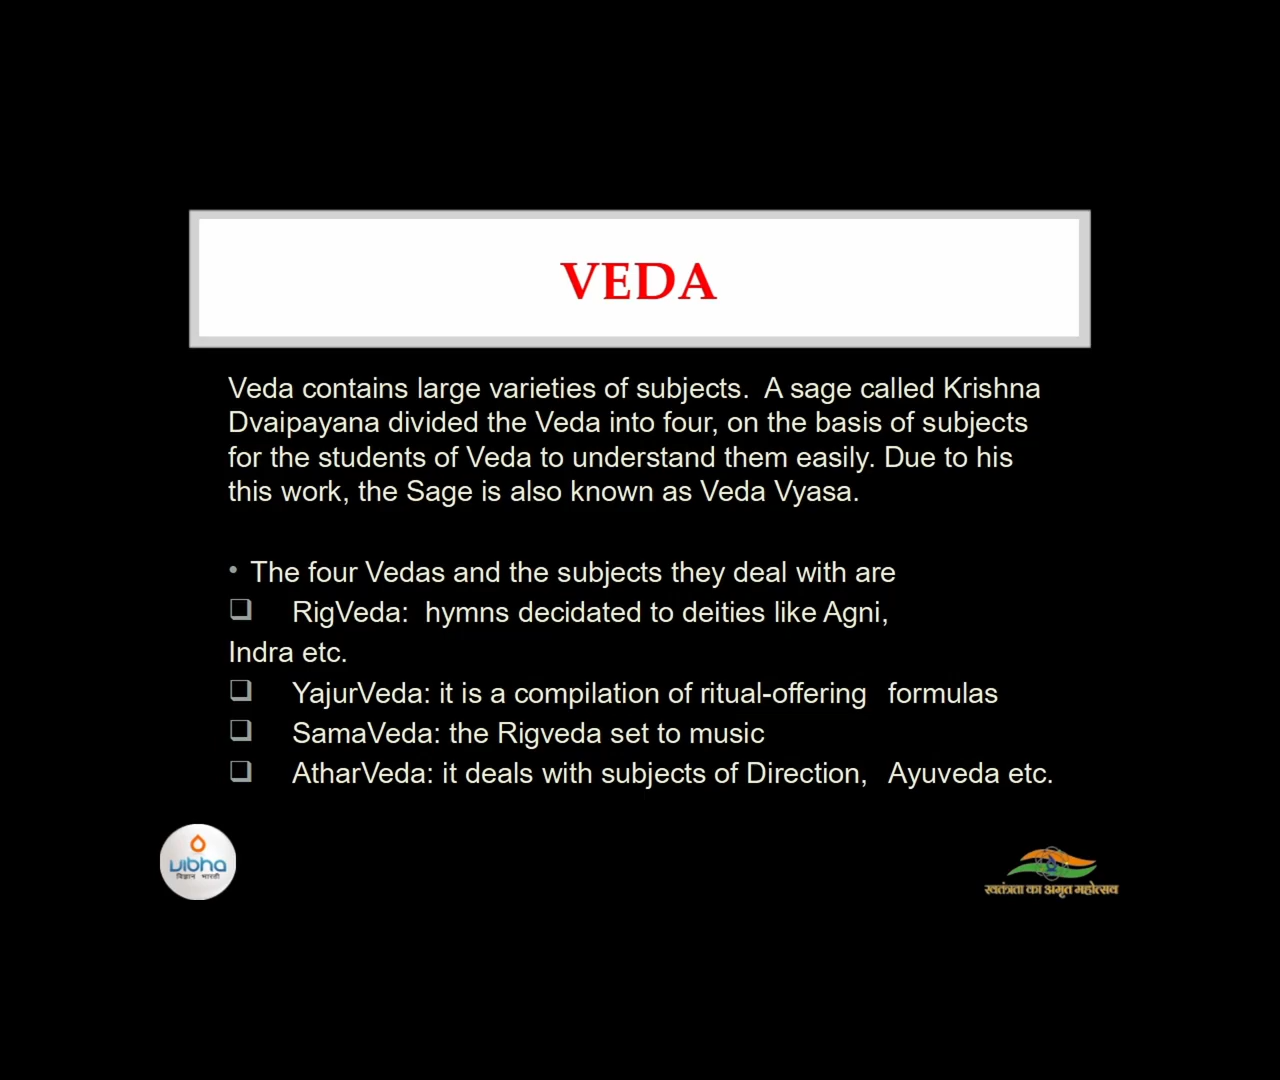 VEDA
Veda contains large varieties of subjects.  A sage called Krishna
Dvaipayana divided the Veda into four, on the basis of subjects
for the students of Veda to understand them easily. Due to his
this work, the Sage is also known as Veda Vyasa.
• The four Vedas and the subjects they deal with are
❑ RigVeda:  hymns decidated to deities like Agni,
Indra etc.
❑ YajurVeda: it is a compilation of ritual-offering   formulas
❑ SamaVeda: the Rigveda set to music
❑ AtharVeda: it deals with subjects of Direction,   Ayuveda etc.
vibha
विज्ञान भारती
स्वतंत्रता का अमृत महोत्सव